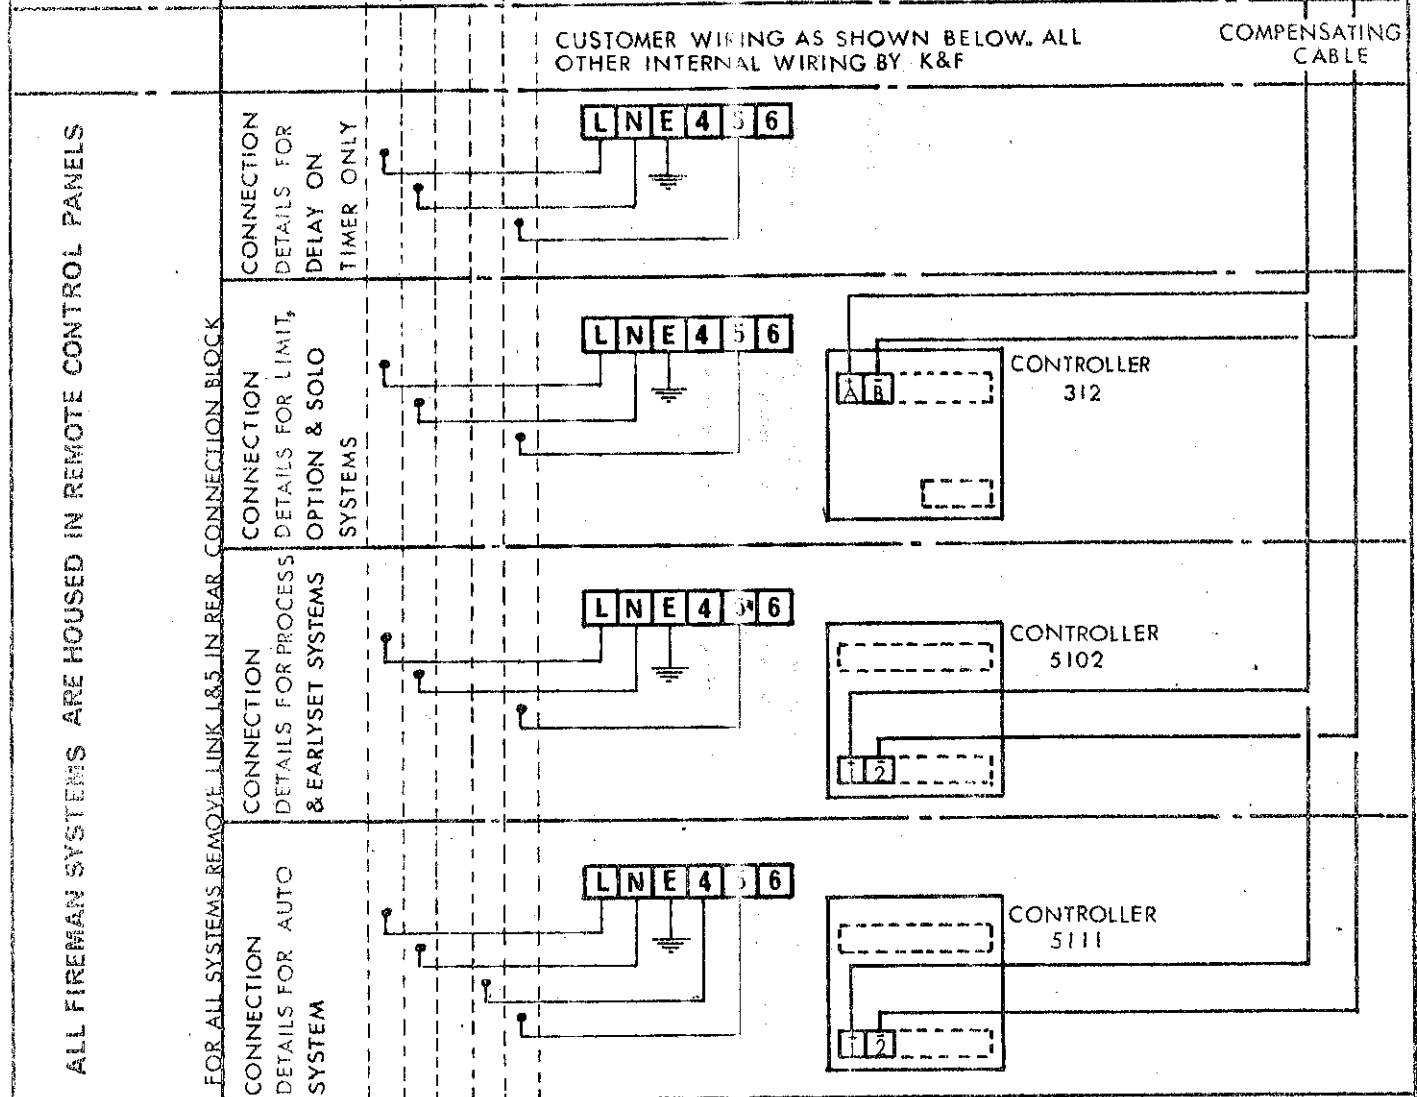 CUSTOMER WIRING AS SHOWN BELOW. ALL
OTHER INTERNAL WIRING BY K&F
COMPENSATING
CABLE
ALL FIREMAN SYSTEMS ARE HOUSED IN REMOTE CONTROL PANELS
FOR ALL SYSTEMS REMOVE LINK L&5 IN REAR CONNECTION BLOCK
CONNECTION
DETAILS FOR
DELAY ON
TIMER ONLY
L N E 4 5 6
CONNECTION
DETAILS FOR LIMIT,
OPTION & SOLO
SYSTEMS
L N E 4 5 6
A B
CONTROLLER
312
CONNECTION
DETAILS FOR PROCESS
& EARLYSET SYSTEMS
L N E 4 5 6
CONTROLLER
5102
1 2
CONNECTION
DETAILS FOR AUTO
SYSTEM
L N E 4 5 6
CONTROLLER
5111
1 2